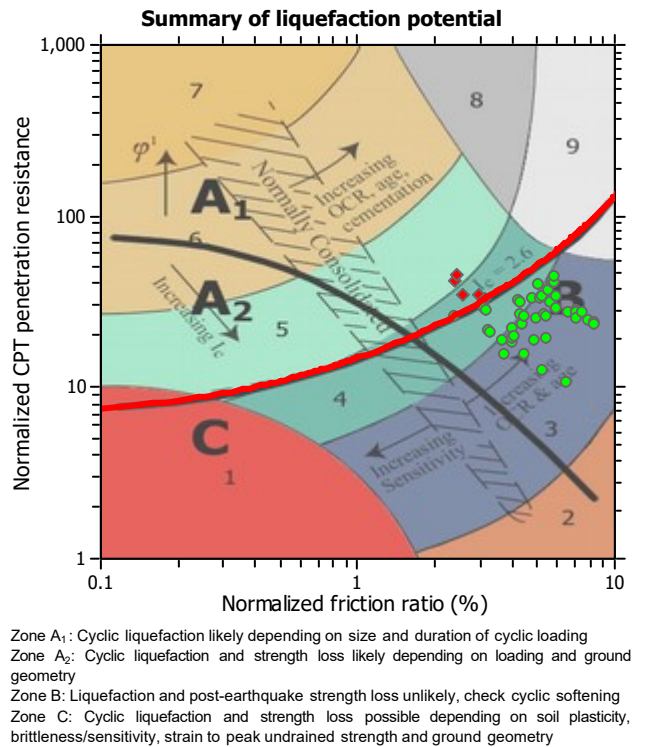 Summary of liquefaction potential
Normalized CPT penetration resistance
1,000
100
10
1
7
8
9
φ'
Increasing
OCR, age,
cementation
A1
Normally Consolidated
6
A2
Increasing Ic
Ic = 2.6
B
5
4
Increasing
OCR & age
C
1
Increasing
Sensitivity
3
2
0.1
1
10
Normalized friction ratio (%)
Zone A1: Cyclic liquefaction likely depending on size and duration of cyclic loading
Zone A2: Cyclic liquefaction and strength loss likely depending on loading and ground
geometry
Zone B: Liquefaction and post-earthquake strength loss unlikely, check cyclic softening
Zone C: Cyclic liquefaction and strength loss possible depending on soil plasticity,
brittleness/sensitivity, strain to peak undrained strength and ground geometry